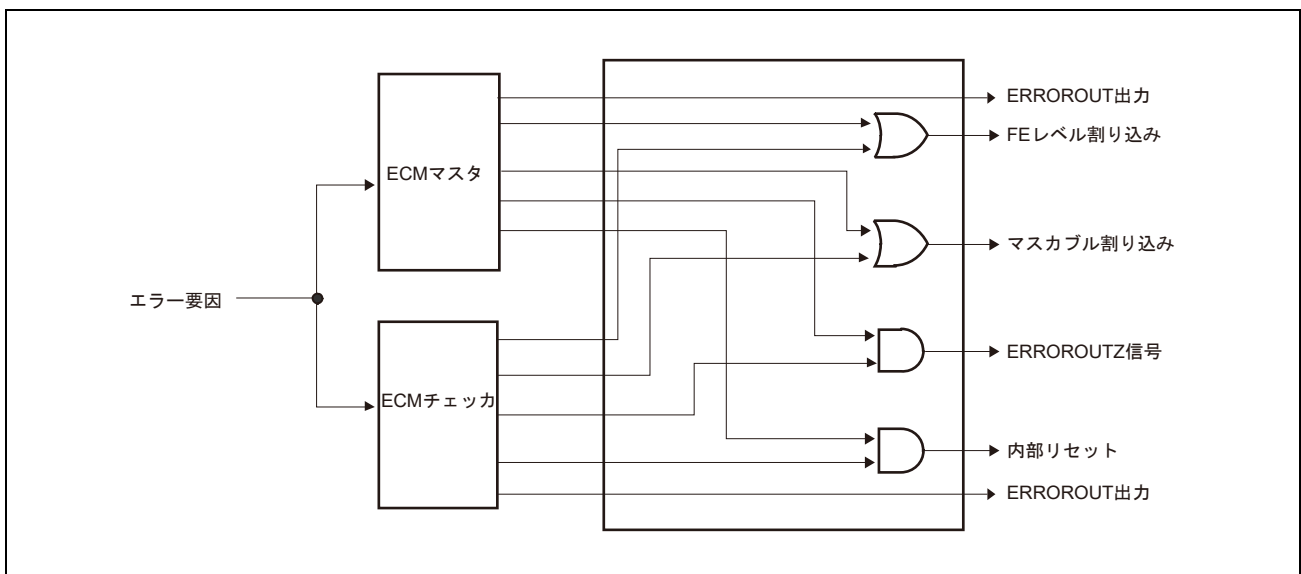 ERROROUT出力
FEレベル割り込み
ECMマスタ
マスカブル割り込み
エラー要因
ERROROUTZ信号
ECMチェッカ
内部リセット
ERROROUT出力